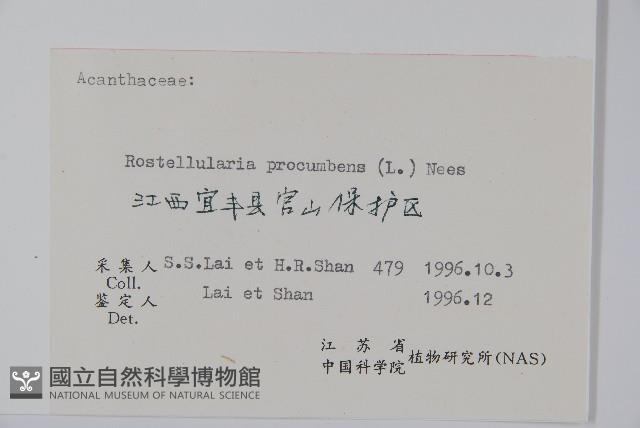 Acanthaceae:
Rostellularia procumbens (L.) Nees
江西宜丰县官山保护区
采集人 S.S.Lai et H.R.Shan 479 1996.10.3
Coll.
鉴定人 Lai et Shan 1996.12
Det.
江苏省
中国科学院 植物研究所(NAS)
國立自然科學博物館
NATIONAL MUSEUM OF NATURAL SCIENCE